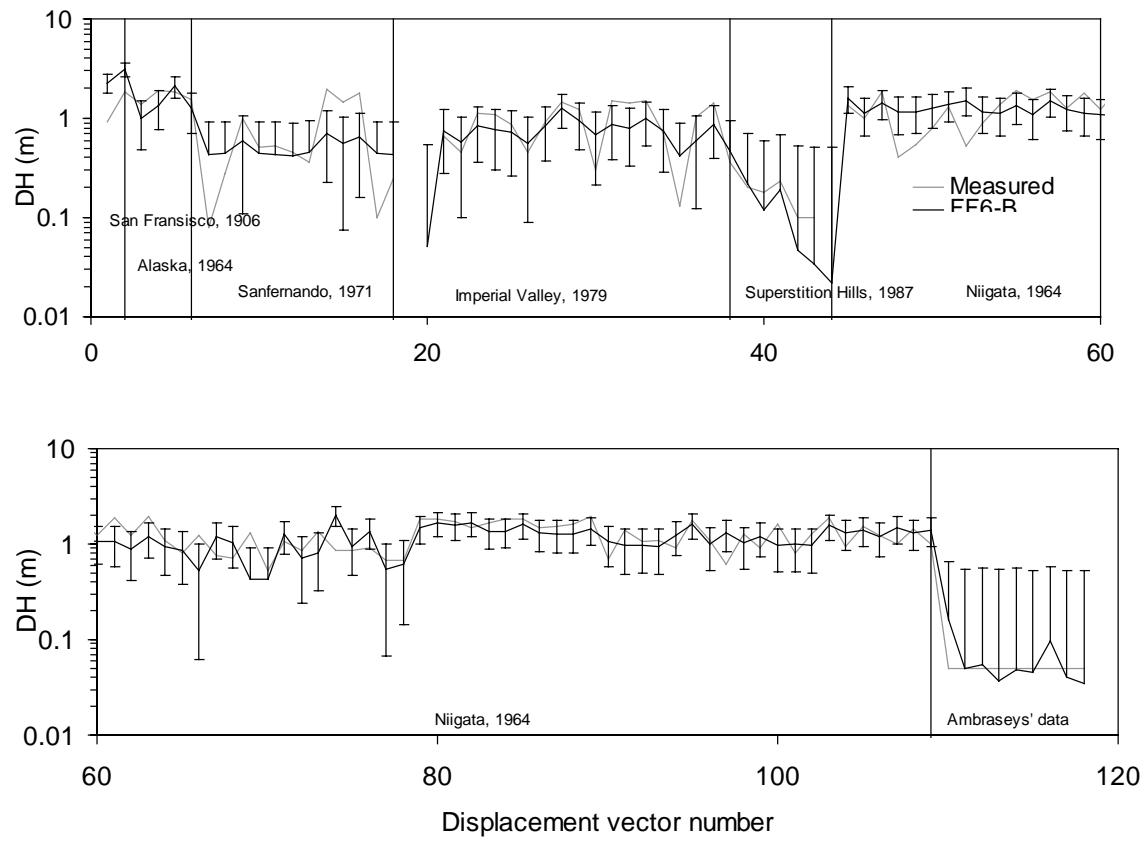 10
1
0.1
0.01
DH (m)
San Fransisco, 1906
Alaska, 1964
Sanfernando, 1971
Imperial Valley, 1979
Superstition Hills, 1987
Niigata, 1964
Measured
EF6-B
0
20
40
60
10
1
0.1
0.01
DH (m)
Niigata, 1964
Ambraseys' data
60
80
100
120
Displacement vector number